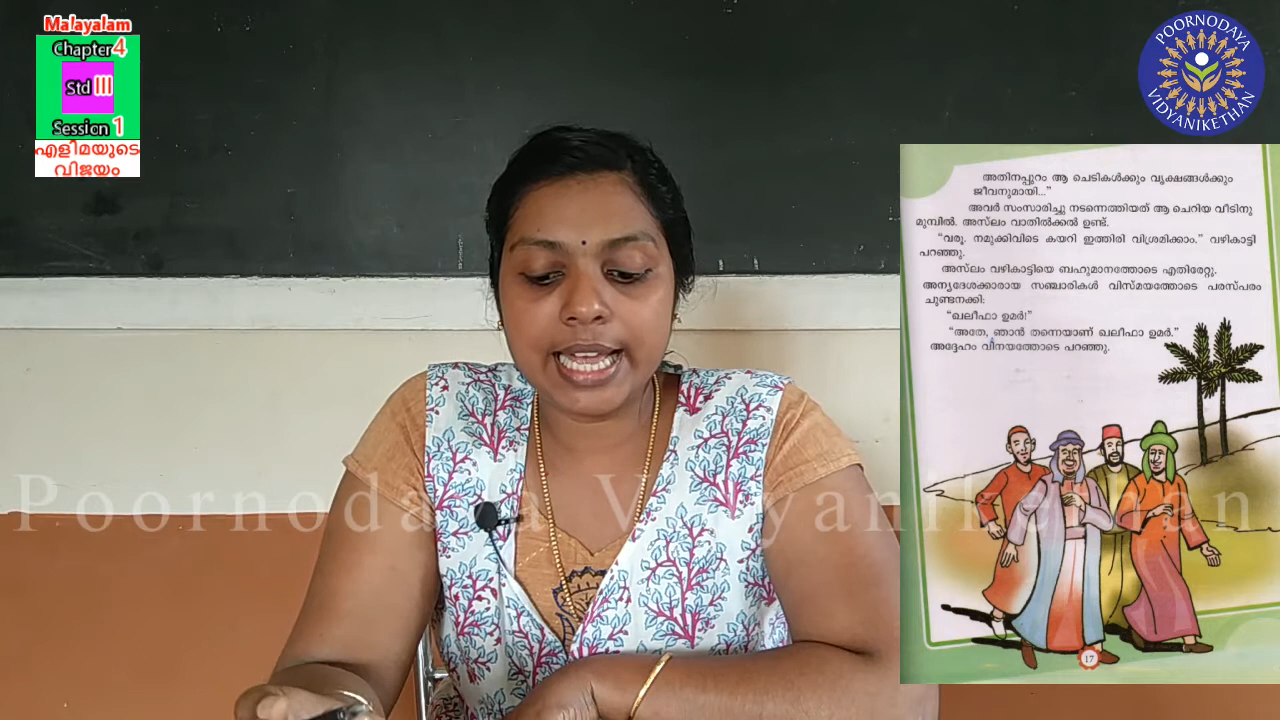 Malayalam
Chapter 4
Std III
Session 1
എളിമയുടെ
വിജയം
POORNODAYA
VIDYANIKETHAN
അതിനപ്പുറം ആ ചെടികൾക്കും വൃക്ഷങ്ങൾക്കും
ജീവനുമായി..."
അവർ സംസാരിച്ചു നടന്നെത്തിയത് ആ ചെറിയ വീടിനു
മുമ്പിൽ. അസ്‌ലം വാതിൽക്കൽ ഉണ്ട്.
"വരൂ. നമുക്കിവിടെ കയറി ഇത്തിരി വിശ്രമിക്കാം." വഴികാട്ടി
പറഞ്ഞു.
അസ്‌ലം വഴികാട്ടിയെ ബഹുമാനത്തോടെ എതിരേറ്റു.
അന്യദേശക്കാരായ സഞ്ചാരികൾ വിസ്മയത്തോടെ പരസ്പരം
ചുണ്ടനക്കി:
"ഖലീഫാ ഉമർ!"
"അതേ, ഞാൻ തന്നെയാണ് ഖലീഫാ ഉമർ."
അദ്ദേഹം വിനയത്തോടെ പറഞ്ഞു.
17
Poornodaya Vidyanikethan